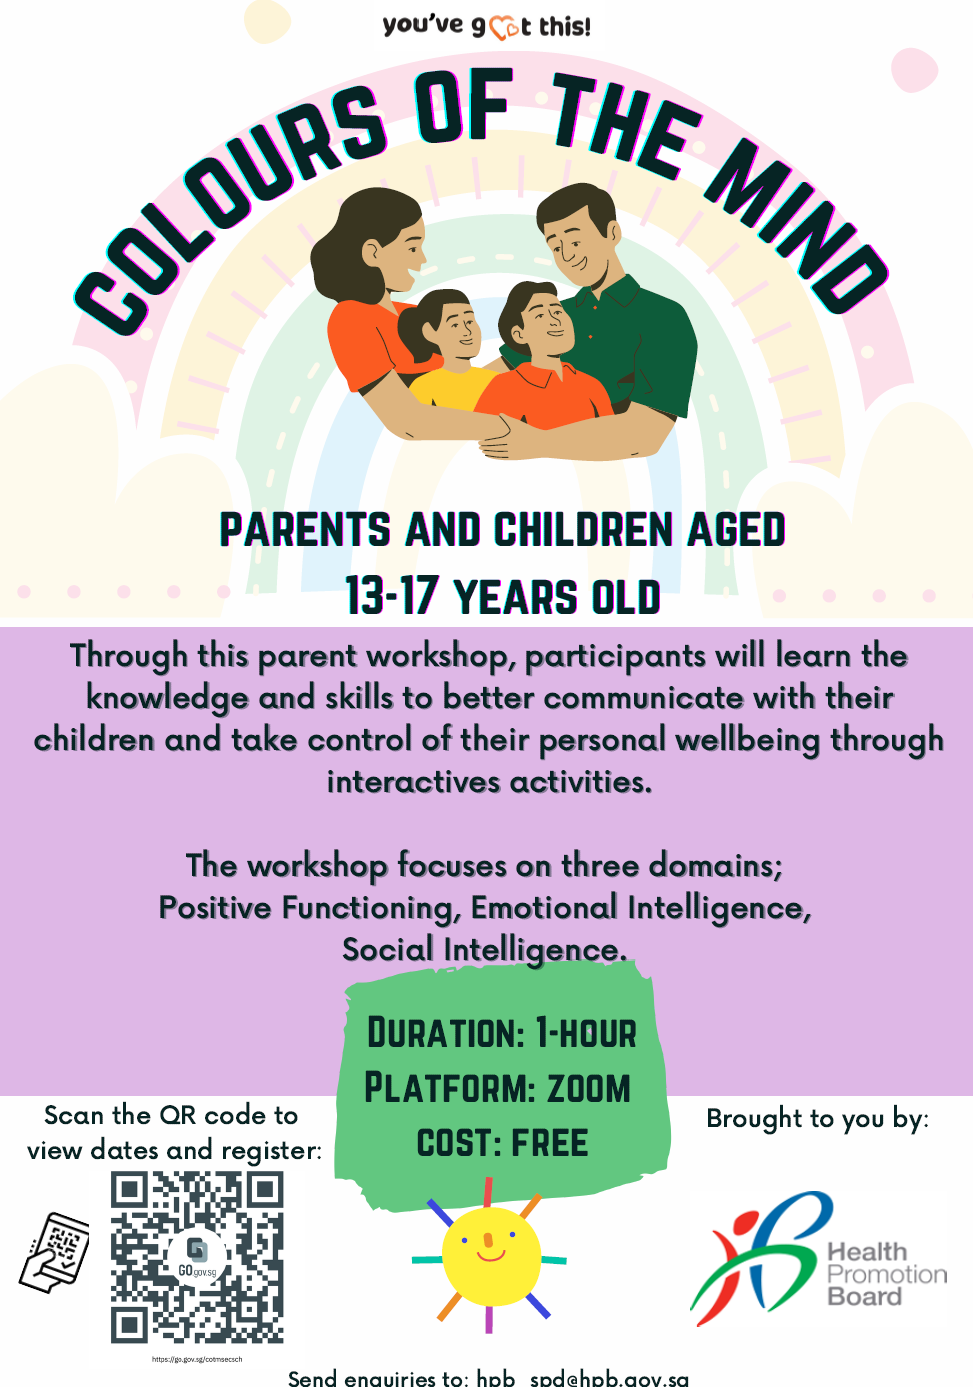 you've got this!
COLOURS OF THE MIND
PARENTS AND CHILDREN AGED
13-17 YEARS OLD
Through this parent workshop, participants will learn the
knowledge and skills to better communicate with their
children and take control of their personal wellbeing through
interactives activities.
The workshop focuses on three domains;
Positive Functioning, Emotional Intelligence,
Social Intelligence.
DURATION: 1-HOUR
PLATFORM: ZOOM
COST: FREE
Scan the QR code to
view dates and register:
GO gov.sg
https://go.gov.sg/cotmsecsch
Brought to you by:
Health
Promotion
Board
Send enquiries to: hpb_spd@hpb.gov.sg